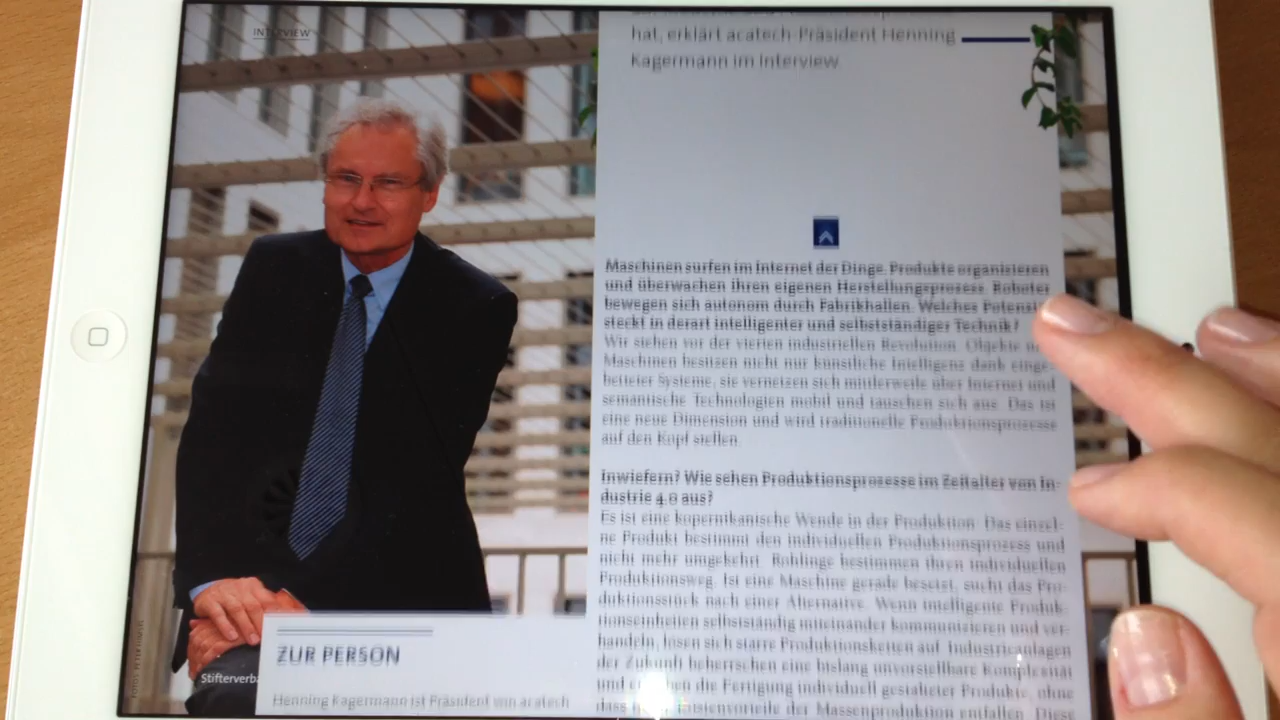 INTERVIEW
hat, erklärt acatech-Präsident Henning
Kagermann im Interview.
Maschinen surfen im Internet der Dinge. Produkte organisieren
und überwachen ihren eigenen Herstellungsprozess. Roboter
bewegen sich autonom durch Fabrikhallen. Welches Potenzial
steckt in derart intelligenter und selbstständiger Technik?
Wir stehen vor der vierten industriellen Revolution. Objekte
Maschinen besitzen nicht nur künstliche Intelligenz dank einge-
betteter Systeme, sie vernetzen sich mittlerweile über Internet und
semantische Technologien mobil und tauschen sich aus. Das ist
eine neue Dimension und wird traditionelle Produktionsprozesse
auf den Kopf stellen.
Inwiefern? Wie sehen Produktionsprozesse im Zeitalter von In-
dustrie 4.0 aus?
Es ist eine kopernikanische Wende in der Produktion. Das einzel-
ne Produkt bestimmt den individuellen Produktionsprozess und
nicht mehr umgekehrt. Rohlinge bestimmen ihren individuellen
Produktionsweg. Ist eine Maschine gerade besetzt, sucht das Pro-
duktionsstück nach einer Alternative. Wenn intelligente Produk-
tionseinheiten selbstständig miteinander kommunizieren und ver-
handeln, lösen sich starre Produktionsketten auf. Industrieanlagen
der Zukunft beherrschen eine bislang unvorstellbare Komplexität
und die Fertigung individuell gestalteter Produkte, ohne
dass der Massenproduktion entfallen. Diese
ZUR PERSON
Stifterverba
Henning Kagermann ist Präsident von acatech